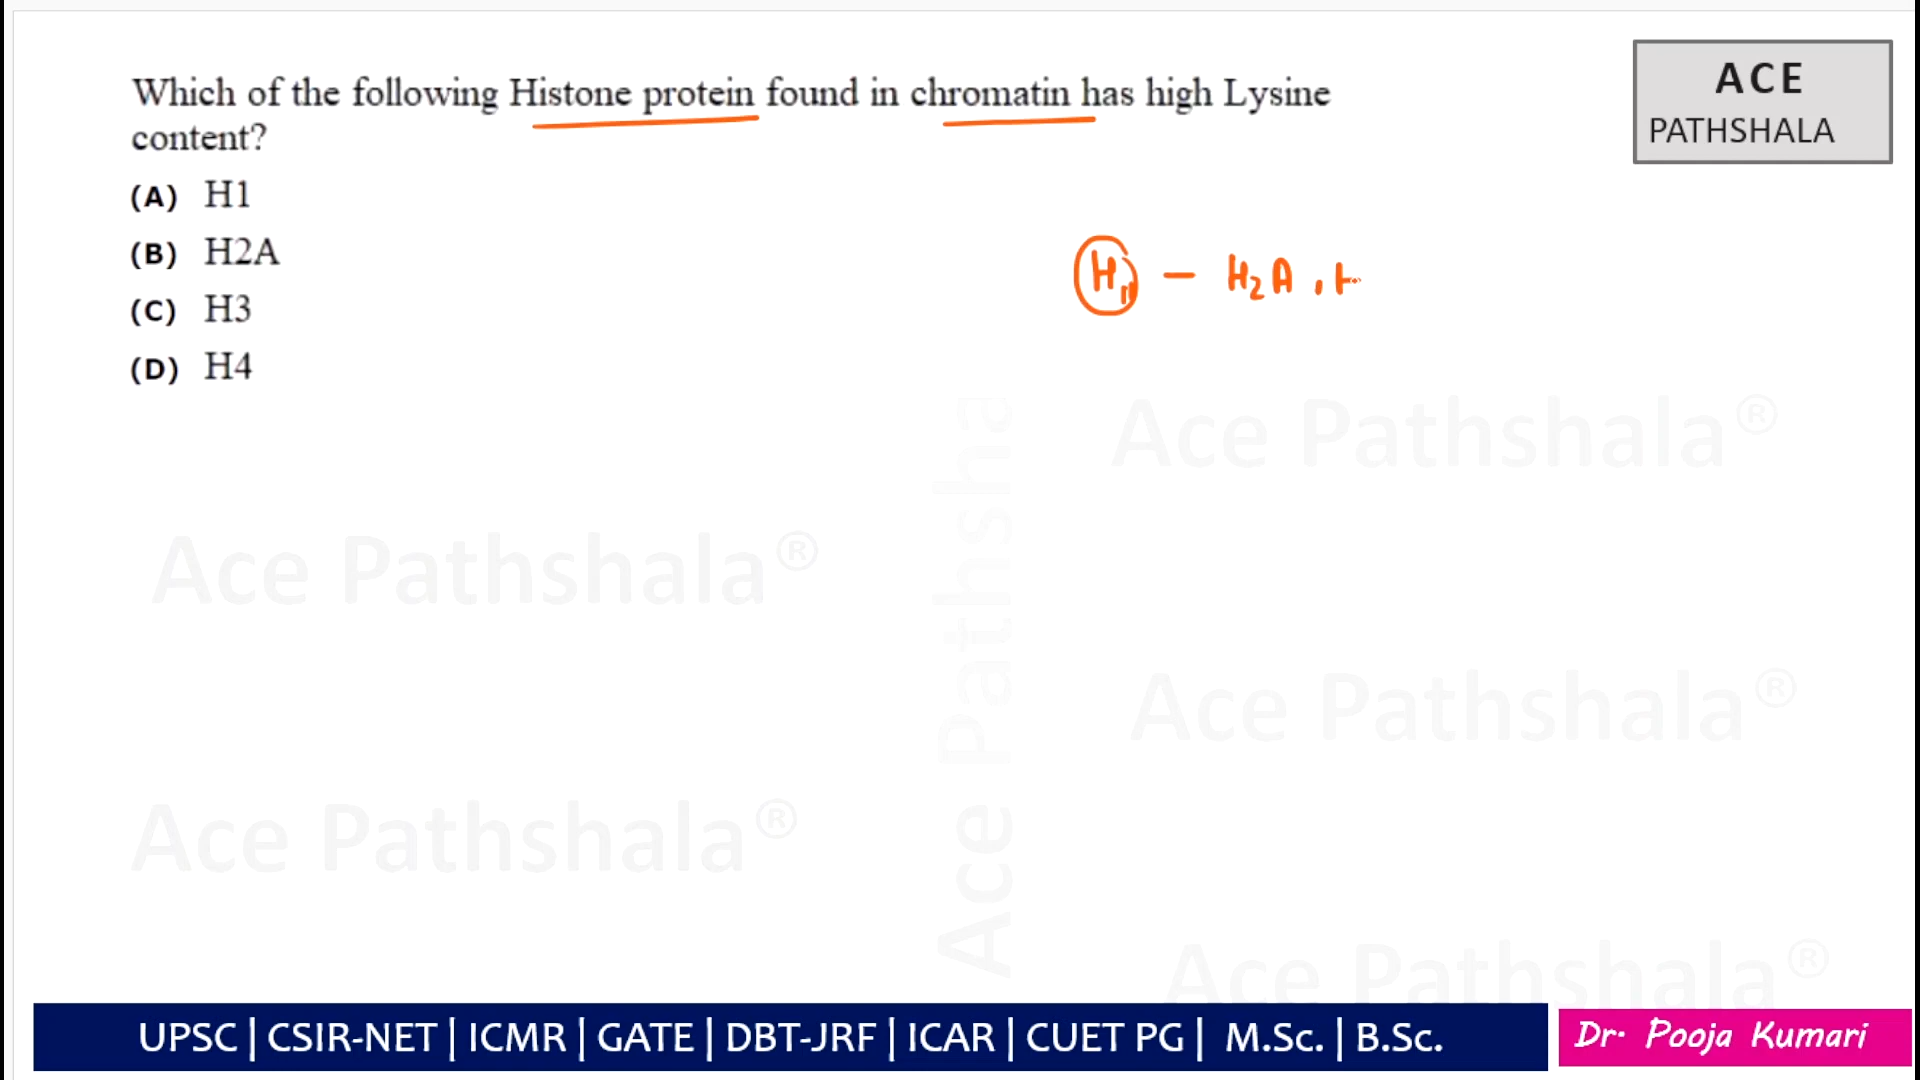 Which of the following Histone protein found in chromatin has high Lysine
content?
(A) H1
(B) H2A
(C) H3
(D) H4
ACE
PATHSHALA
H1 – H2A,
Ace Pathshala®
Ace Pathshala®
Ace Pathsha
Ace Pathshala®
Ace Pathshala®
Ace Pathshala®
UPSC | CSIR-NET | ICMR | GATE | DBT-JRF | ICAR | CUET PG | M.Sc. | B.Sc.
Dr. Pooja Kumari